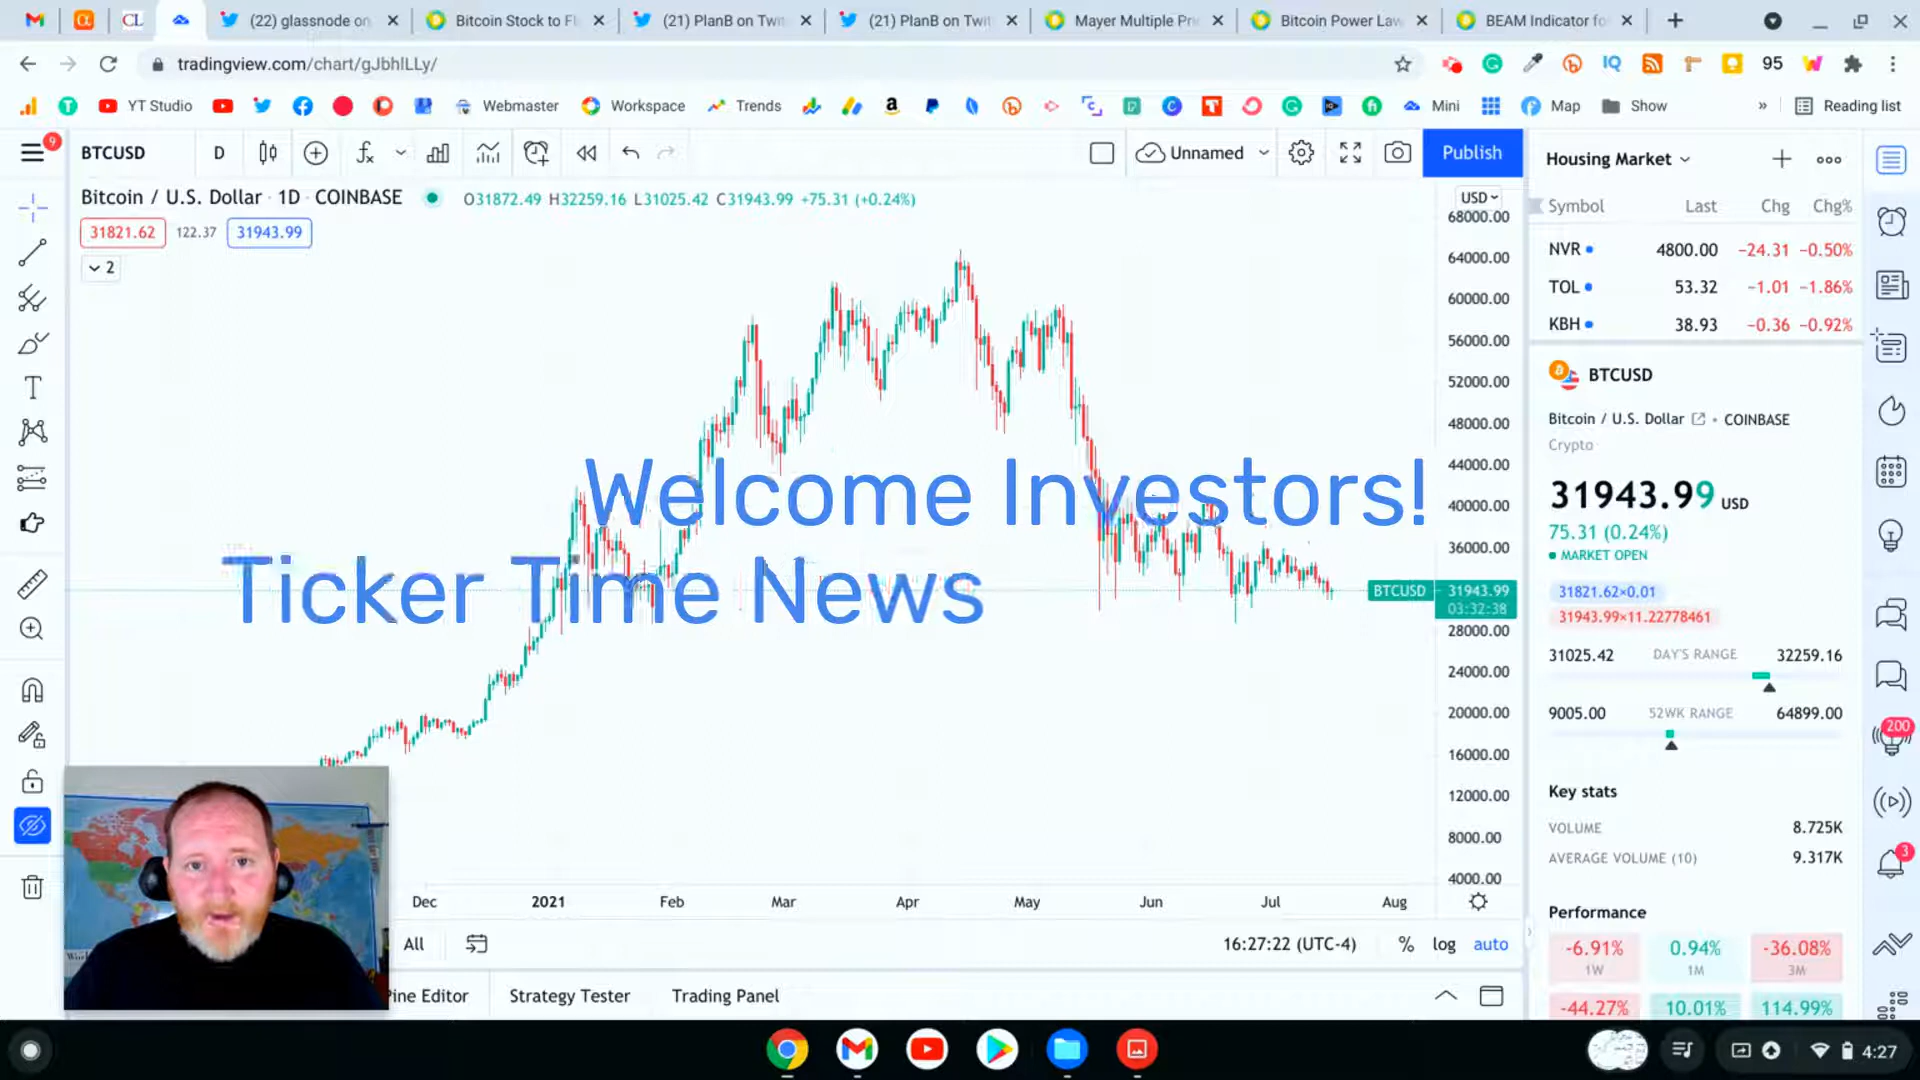 CL
(22) glassnode on
Bitcoin Stock to Fl
(21) PlanB on Twit
(21) PlanB on Twit
Mayer Multiple Pri
Bitcoin Power Law
BEAM Indicator fo
tradingview.com/chart/gJbhlLLy/
IQ
95
YT Studio
Webmaster
Workspace
Trends
Mini
Map
Show
»
Reading list
9
BTCUSD
D
Unnamed
Publish
Housing Market
Bitcoin / U.S. Dollar · 1D · COINBASE
O31872.49 H32259.16 L31025.42 C31943.99 +75.31 (+0.24%)
31821.62
122.37
31943.99
2
USD
68000.00
64000.00
60000.00
56000.00
52000.00
48000.00
44000.00
40000.00
36000.00
BTCUSD
31943.99
03:32:38
28000.00
24000.00
20000.00
16000.00
12000.00
8000.00
4000.00
Welcome Investors!
Ticker Time News
Symbol Last Chg Chg%
NVR 4800.00 −24.31 −0.50%
TOL 53.32 −1.01 −1.86%
KBH 38.93 −0.36 −0.92%
BTCUSD
Bitcoin / U.S. Dollar • COINBASE
Crypto
31943.99 USD
75.31 (0.24%)
MARKET OPEN
31821.62×0.01
31943.99×11.22778461
31025.42 DAY'S RANGE 32259.16
9005.00 52WK RANGE 64899.00
Key stats
VOLUME 8.725K
AVERAGE VOLUME (10) 9.317K
Performance
-6.91% 0.94% -36.08%
1W 1M 3M
-44.27% 10.01% 114.99%
200
3
Dec 2021 Feb Mar Apr May Jun Jul Aug
All
16:27:22 (UTC-4)
% log auto
Pine Editor
Strategy Tester
Trading Panel
4:27